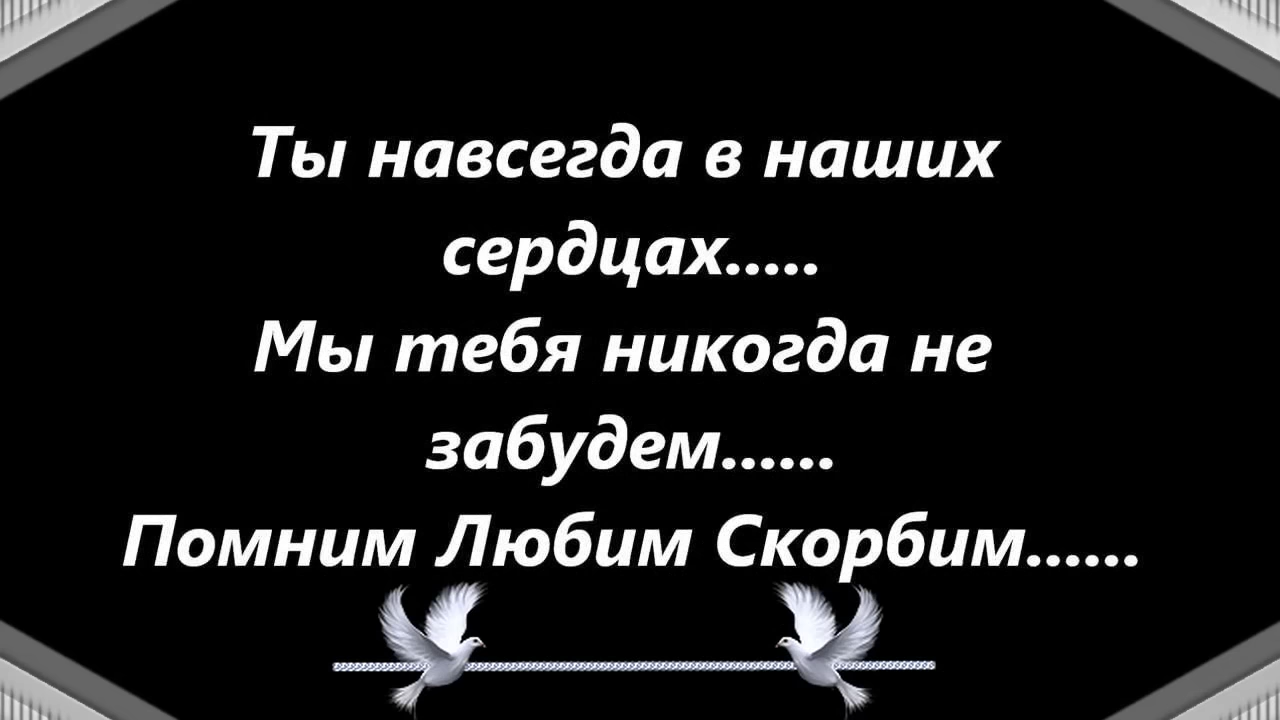 Ты навсегда в наших
сердцах.....
Мы тебя никогда не
забудем......
Помним Любим Скорбим......